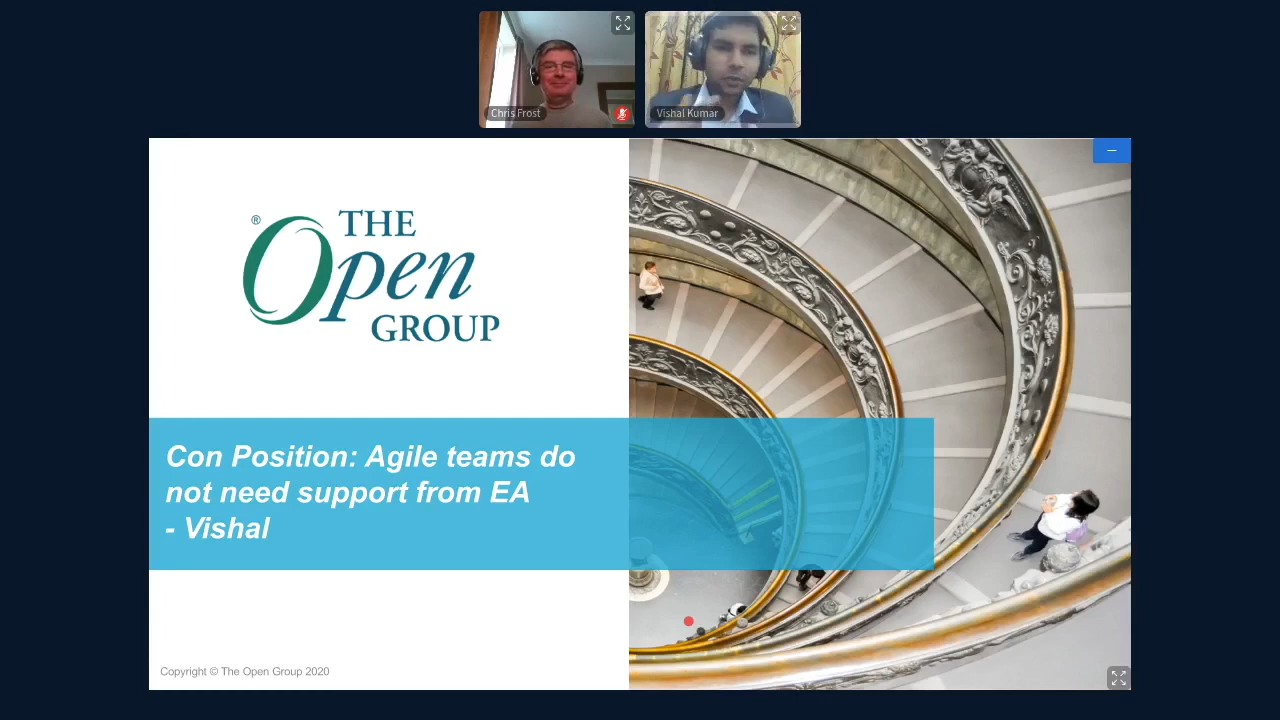 Chris Frost
Vishal Kumar
®
THE
Open
GROUP
Con Position: Agile teams do
not need support from EA
- Vishal
Copyright © The Open Group 2020